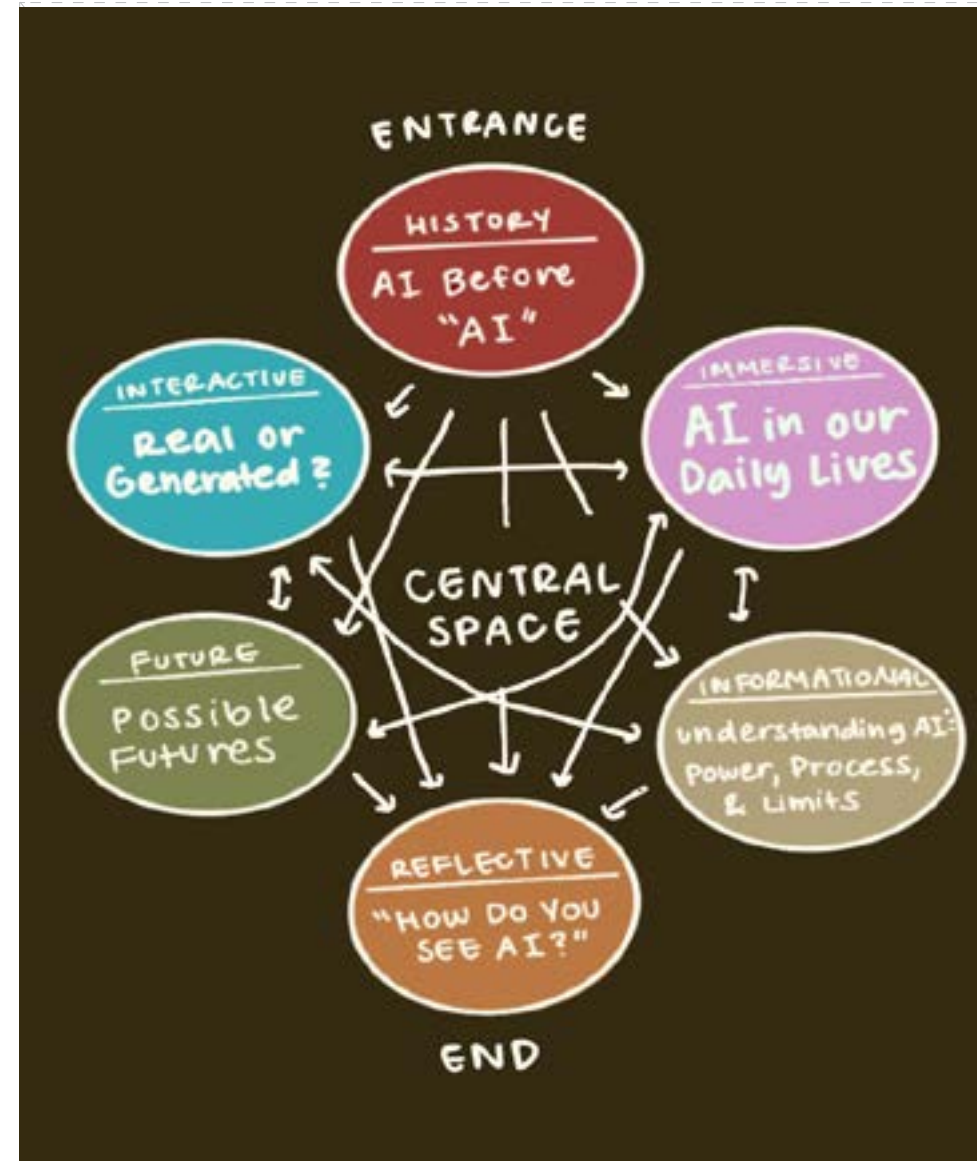 ENTRANCE
HISTORY
AI Before
"AI"
INTERACTIVE
Real or
Generated?
IMMERSIVE
AI in our
Daily Lives
CENTRAL
SPACE
FUTURE
Possible
Futures
INFORMATIONAL
understanding AI:
Power, Process,
& Limits
REFLECTIVE
"HOW DO YOU
SEE AI?"
END